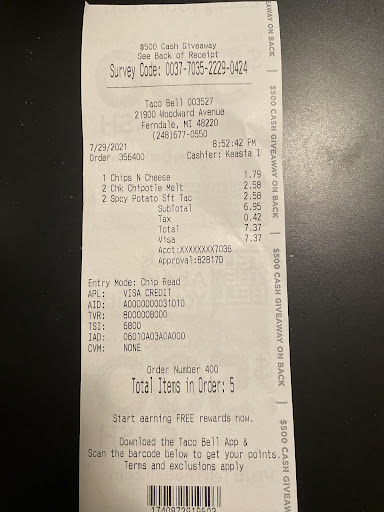 $500 Cash Giveaway
See Back of Receipt
Survey Code: 0037-7035-2229-0424
Taco Bell 003527
21900 Woodward Avenue
Ferndale, MI 48220
(248)677-0550
7/29/2021 8:52:42 PM
Order 356400 Cashier: Keasia I
1 Chips N Cheese 1.79
2 Chk Chipotle Melt 2.58
2 Spcy Potato Sft Tac 2.58
SubTotal 6.95
Tax 0.42
Total 7.37
Visa 7.37
Acct:XXXXXXXX7036
Approval:82817D
Entry Mode: Chip Read
APL: VISA CREDIT
AID: A0000000031010
TVR: 8000008000
TSI: 6800
IAD: 06010A03A0A000
CVM: NONE
Order Number 400
Total Items in Order: 5
Start earning FREE rewards now.
Download the Taco Bell App &
Scan the barcode below to get your points.
Terms and exclusions apply
1740873919503
EAWAY ON BACK
$500 CASH GIVEAWAY ON BACK
$500 CASH GIVEAWAY ON BACK
$500 CASH GIVEAWAY ON